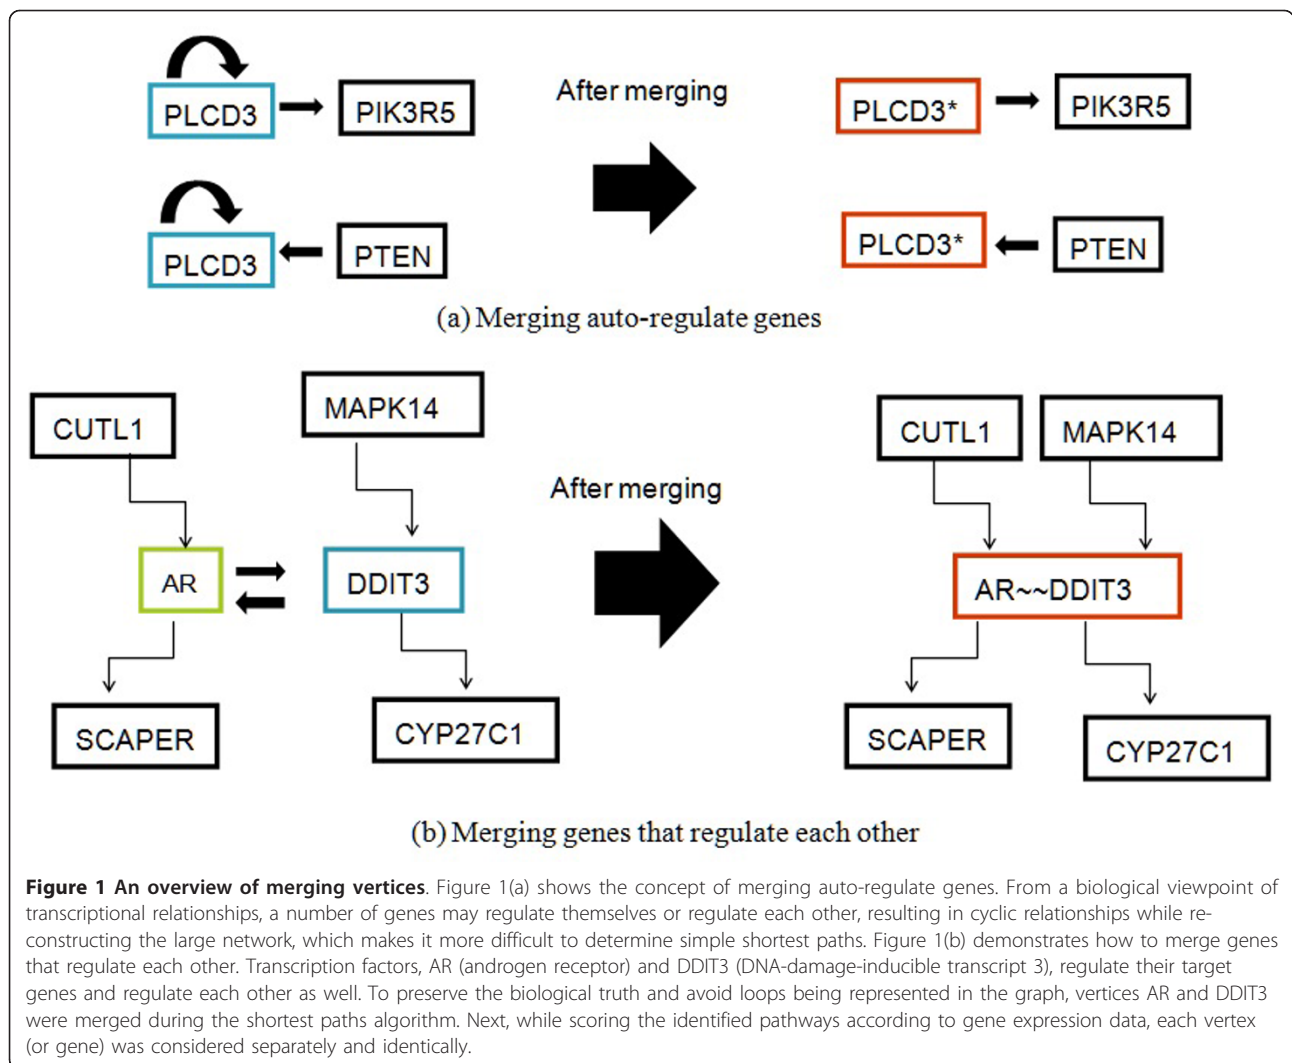 PLCD3 PIK3R5 After merging PLCD3* PIK3R5
PLCD3 PTEN PLCD3* PTEN
(a) Merging auto-regulate genes
CUTL1 MAPK14 CUTL1 MAPK14
After merging
AR DDIT3 AR~~DDIT3
SCAPER CYP27C1 SCAPER CYP27C1
(b) Merging genes that regulate each other
Figure 1 An overview of merging vertices. Figure 1(a) shows the concept of merging auto-regulate genes. From a biological viewpoint of
transcriptional relationships, a number of genes may regulate themselves or regulate each other, resulting in cyclic relationships while re-
constructing the large network, which makes it more difficult to determine simple shortest paths. Figure 1(b) demonstrates how to merge genes
that regulate each other. Transcription factors, AR (androgen receptor) and DDIT3 (DNA-damage-inducible transcript 3), regulate their target
genes and regulate each other as well. To preserve the biological truth and avoid loops being represented in the graph, vertices AR and DDIT3
were merged during the shortest paths algorithm. Next, while scoring the identified pathways according to gene expression data, each vertex
(or gene) was considered separately and identically.